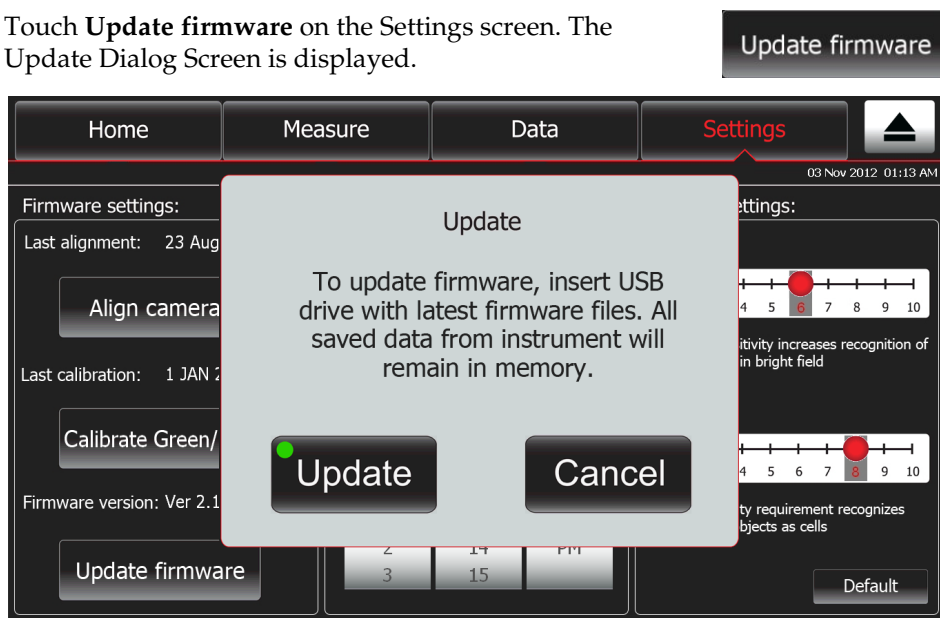 Touch Update firmware on the Settings screen. The
Update Dialog Screen is displayed.
Update firmware
Home
Measure
Data
Settings
03 Nov 2012 01:13 AM
Firmware settings:
ettings:
Last alignment: 23 Aug
Align camera
Last calibration: 1 JAN 2
Calibrate Green/
Firmware version: Ver 2.1
Update firmware
Update
To update firmware, insert USB
drive with latest firmware files. All
saved data from instrument will
remain in memory.
Update
Cancel
4 5 6 7 8 9 10
itivity increases recognition of
in bright field
4 5 6 7 8 9 10
ty requirement recognizes
bjects as cells
2 14 PM
3 15
Default